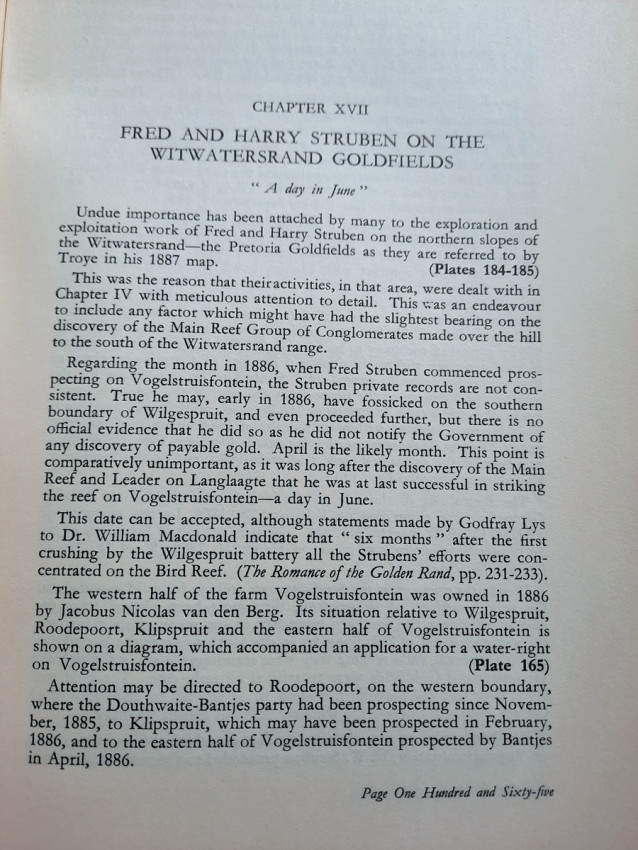 CHAPTER XVII
FRED AND HARRY STRUBEN ON THE
WITWATERSRAND GOLDFIELDS
“ A day in June ”
Undue importance has been attached by many to the exploration and
exploitation work of Fred and Harry Struben on the northern slopes of
the Witwatersrand—the Pretoria Goldfields as they are referred to by
Troye in his 1887 map. (Plates 184-185)
This was the reason that their activities, in that area, were dealt with in
Chapter IV with meticulous attention to detail. This was an endeavour
to include any factor which might have had the slightest bearing on the
discovery of the Main Reef Group of Conglomerates made over the hill
to the south of the Witwatersrand range.
Regarding the month in 1886, when Fred Struben commenced pros-
pecting on Vogelstruisfontein, the Struben private records are not con-
sistent. True he may, early in 1886, have fossicked on the southern
boundary of Wilgespruit, and even proceeded further, but there is no
official evidence that he did so as he did not notify the Government of
any discovery of payable gold. April is the likely month. This point is
comparatively unimportant, as it was long after the discovery of the Main
Reef and Leader on Langlaagte that he was at last successful in striking
the reef on Vogelstruisfontein—a day in June.
This date can be accepted, although statements made by Godfray Lys
to Dr. William Macdonald indicate that “ six months ” after the first
crushing by the Wilgespruit battery all the Strubens’ efforts were con-
centrated on the Bird Reef. (The Romance of the Golden Rand, pp. 231-233).
The western half of the farm Vogelstruisfontein was owned in 1886
by Jacobus Nicolas van den Berg. Its situation relative to Wilgespruit,
Roodepoort, Klipspruit and the eastern half of Vogelstruisfontein is
shown on a diagram, which accompanied an application for a water-right
on Vogelstruisfontein. (Plate 165)
Attention may be directed to Roodepoort, on the western boundary,
where the Douthwaite-Bantjes party had been prospecting since Novem-
ber, 1885, to Klipspruit, which may have been prospected in February,
1886, and to the eastern half of Vogelstruisfontein prospected by Bantjes
in April, 1886.
Page One Hundred and Sixty-five